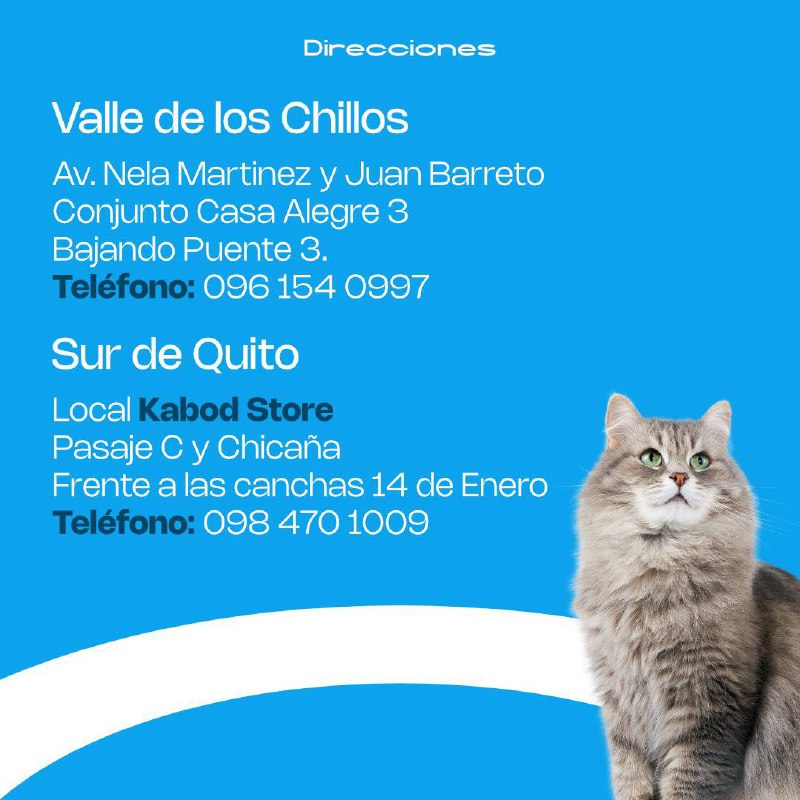 Direcciones
Valle de los Chillos
Av. Nela Martinez y Juan Barreto
Conjunto Casa Alegre 3
Bajando Puente 3.
Teléfono: 096 154 0997
Sur de Quito
Local Kabod Store
Pasaje C y Chicaña
Frente a las canchas 14 de Enero
Teléfono: 098 470 1009